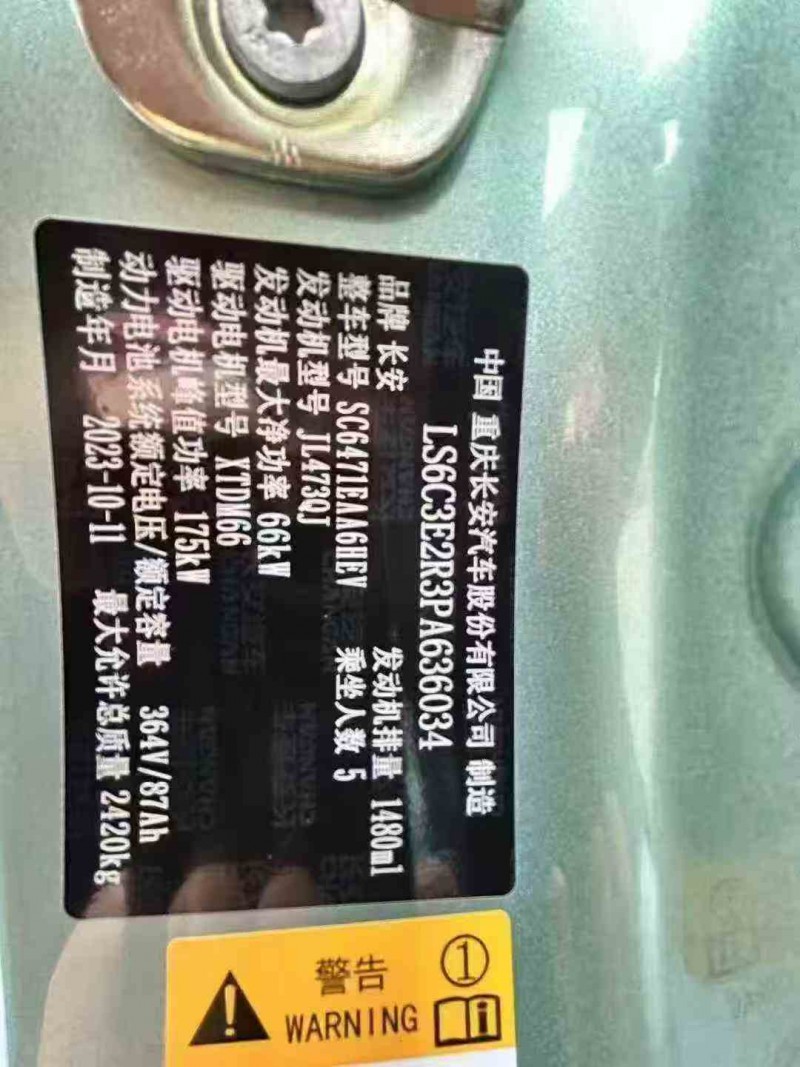 中国 重庆长安汽车股份有限公司 制造
LS6C3E2R3PA636034
品牌 长安 发动机排量 1480ml
整车型号 SC6471EAA6HEV 乘坐人数 5
发动机型号 JL473QJ
发动机最大净功率 66kW
驱动电机型号 XTDM66
驱动电机峰值功率 175kW
动力电池系统额定电压/额定容量 364V/87Ah
制造年月 2023-10-11 最大允许总质量 2420kg
警告 ①
WARNING